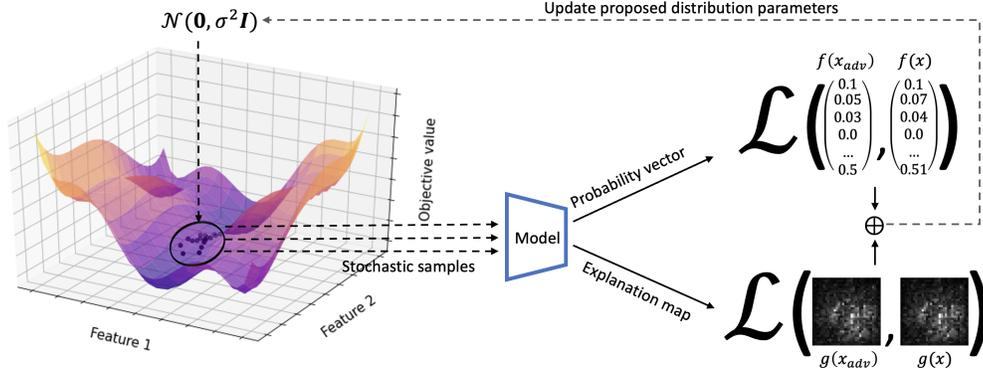 Update proposed distribution parameters
𝒩(𝟎, σ²𝑰)
Objective value
Feature 1
Feature 2
Stochastic samples
Model
Probability vector
Explanation map
f(x_adv) f(x)
ℒ ( , )
0.1 0.1
0.05 0.07
0.03 0.04
0.0 0.0
... ...
0.5 0.51
⊕
ℒ ( , )
g(x_adv) g(x)